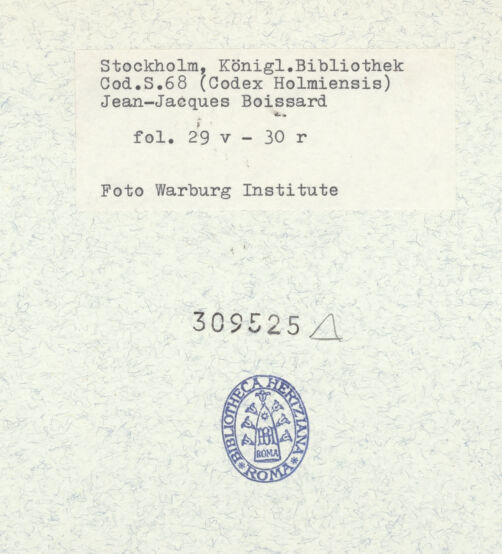 Stockholm, Königl.Bibliothek
Cod.S.68 (Codex Holmiensis)
Jean-Jacques Boissard
fol. 29 v - 30 r
Foto Warburg Institute
309525
BIBLIOTHECA HERTZIANA
ROMA
* ROMA *